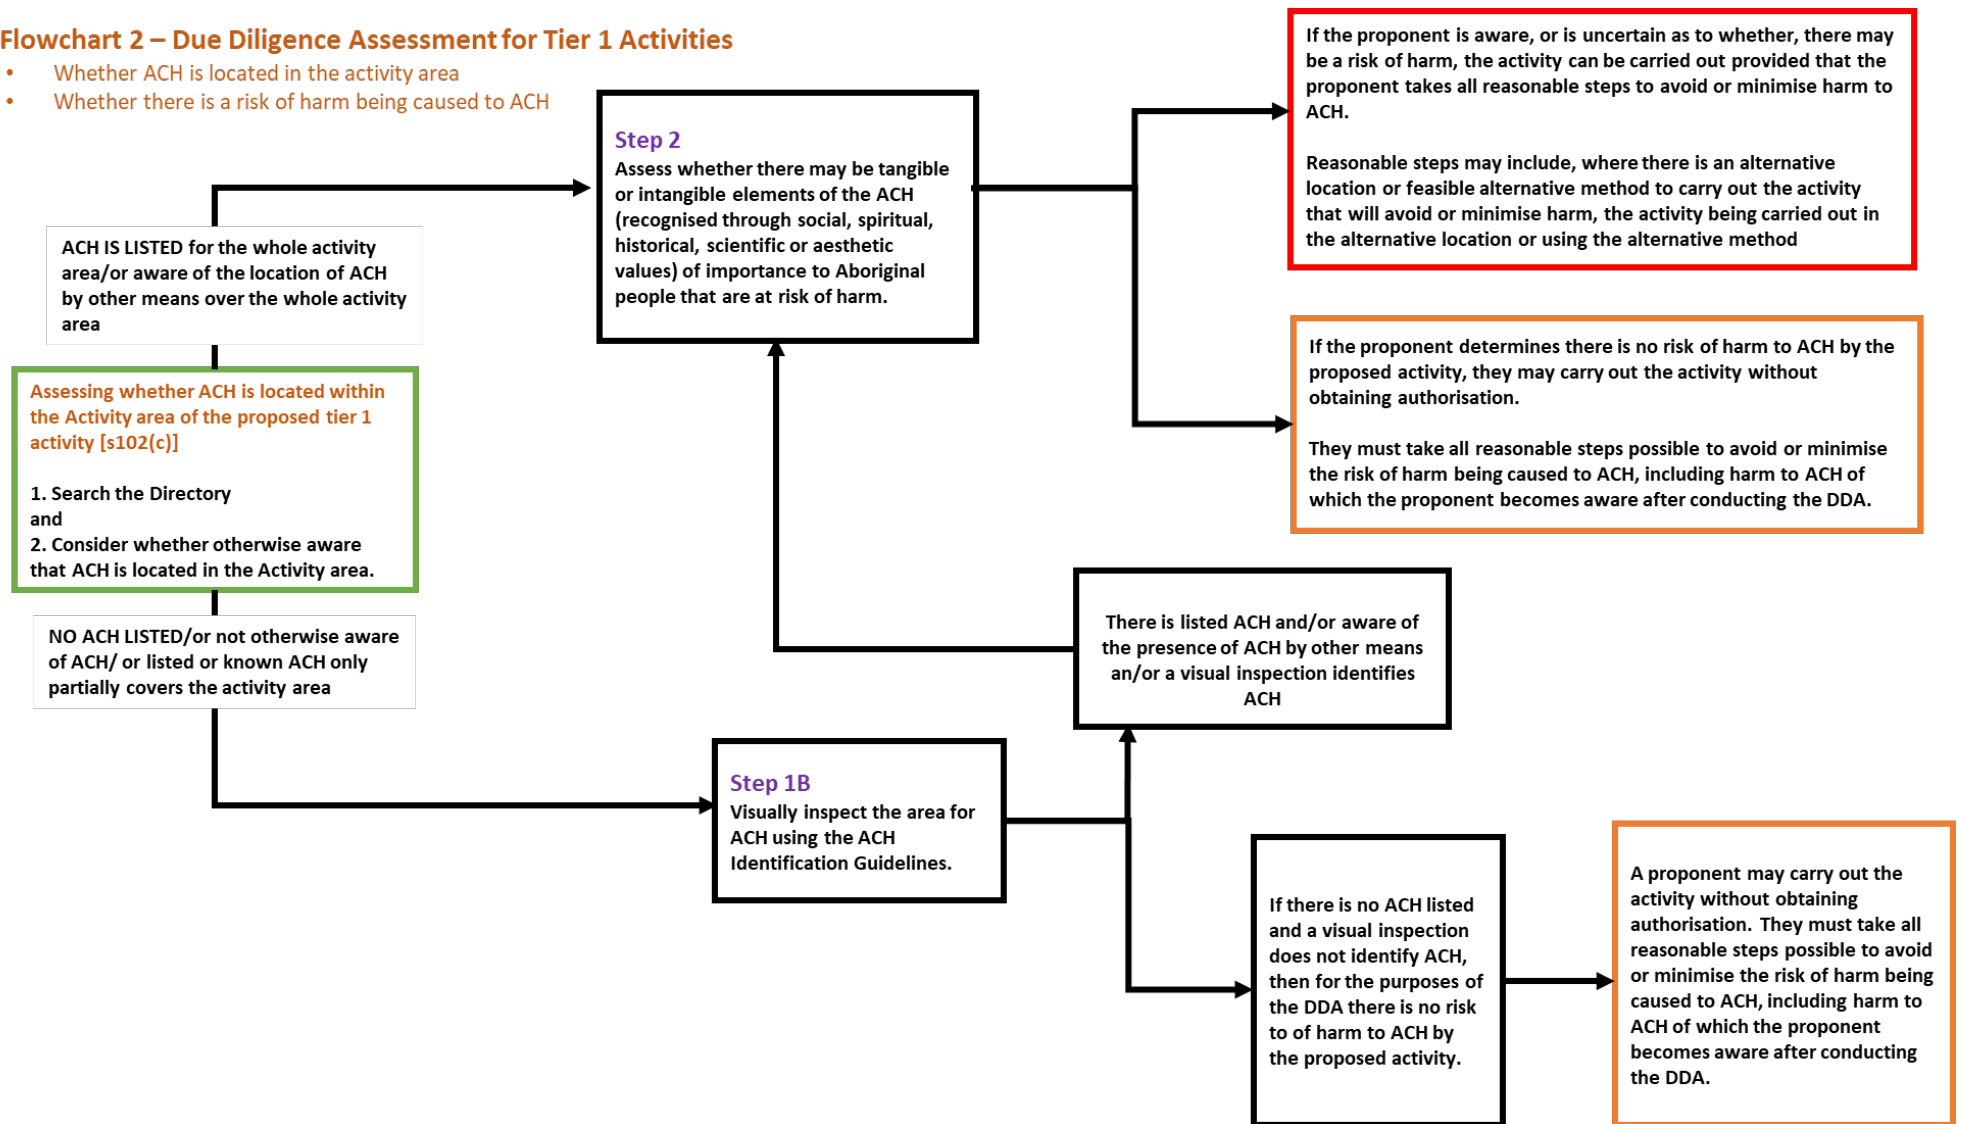 Flowchart 2 – Due Diligence Assessment for Tier 1 Activities
• Whether ACH is located in the activity area
• Whether there is a risk of harm being caused to ACH
If the proponent is aware, or is uncertain as to whether, there may
be a risk of harm, the activity can be carried out provided that the
proponent takes all reasonable steps to avoid or minimise harm to
ACH.
Reasonable steps may include, where there is an alternative
location or feasible alternative method to carry out the activity
that will avoid or minimise harm, the activity being carried out in
the alternative location or using the alternative method
Step 2
Assess whether there may be tangible
or intangible elements of the ACH
(recognised through social, spiritual,
historical, scientific or aesthetic
values) of importance to Aboriginal
people that are at risk of harm.
ACH IS LISTED for the whole activity
area/or aware of the location of ACH
by other means over the whole activity
area
If the proponent determines there is no risk of harm to ACH by the
proposed activity, they may carry out the activity without
obtaining authorisation.
They must take all reasonable steps possible to avoid or minimise
the risk of harm being caused to ACH, including harm to ACH of
which the proponent becomes aware after conducting the DDA.
Assessing whether ACH is located within
the Activity area of the proposed tier 1
activity [s102(c)]
1. Search the Directory
and
2. Consider whether otherwise aware
that ACH is located in the Activity area.
NO ACH LISTED/or not otherwise aware
of ACH/ or listed or known ACH only
partially covers the activity area
There is listed ACH and/or aware of
the presence of ACH by other means
an/or a visual inspection identifies
ACH
Step 1B
Visually inspect the area for
ACH using the ACH
Identification Guidelines.
If there is no ACH listed
and a visual inspection
does not identify ACH,
then for the purposes of
the DDA there is no risk
to of harm to ACH by
the proposed activity.
A proponent may carry out the
activity without obtaining
authorisation. They must take all
reasonable steps possible to avoid
or minimise the risk of harm being
caused to ACH, including harm to
ACH of which the proponent
becomes aware after conducting
the DDA.